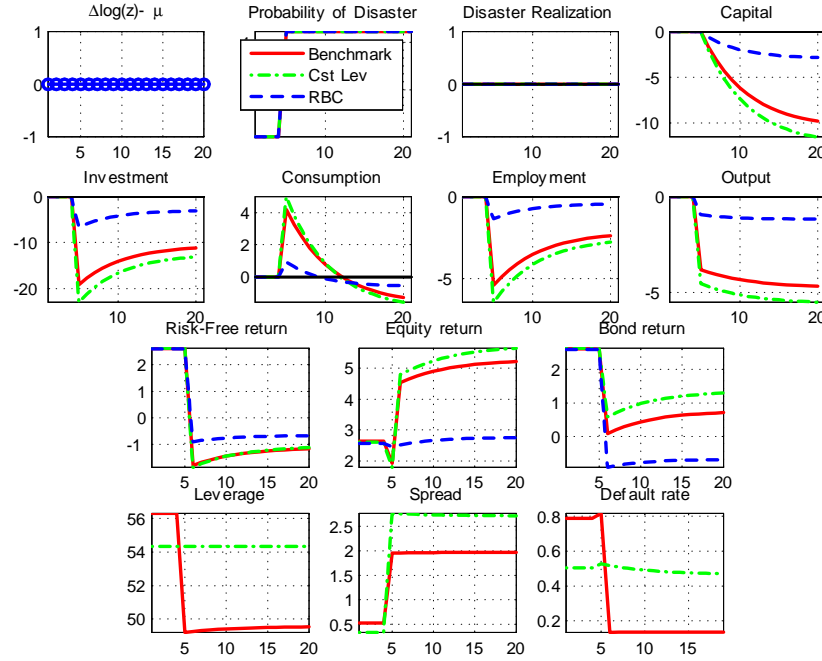 Δlog(z)- μ
Probability of Disaster
Disaster Realization
Capital
1
0
-1
5 10 15 20
1
-1
10 20
Benchmark
Cst Lev
RBC
1
0
-1
10 20
0
-5
-10
10 20
Investment
Consumption
Employment
Output
0
-10
-20
10 20
4
2
0
10 20
0
-5
10 20
0
-5
10 20
Risk-Free return
Equity return
Bond return
2
1
0
-1
5 10 15 20
5
4
3
2
5 10 15 20
2
0
5 10 15 20
Leverage
Spread
Default rate
56
54
52
50
5 10 15 20
2.5
2
1.5
1
0.5
5 10 15 20
0.8
0.6
0.4
0.2
5 10 15